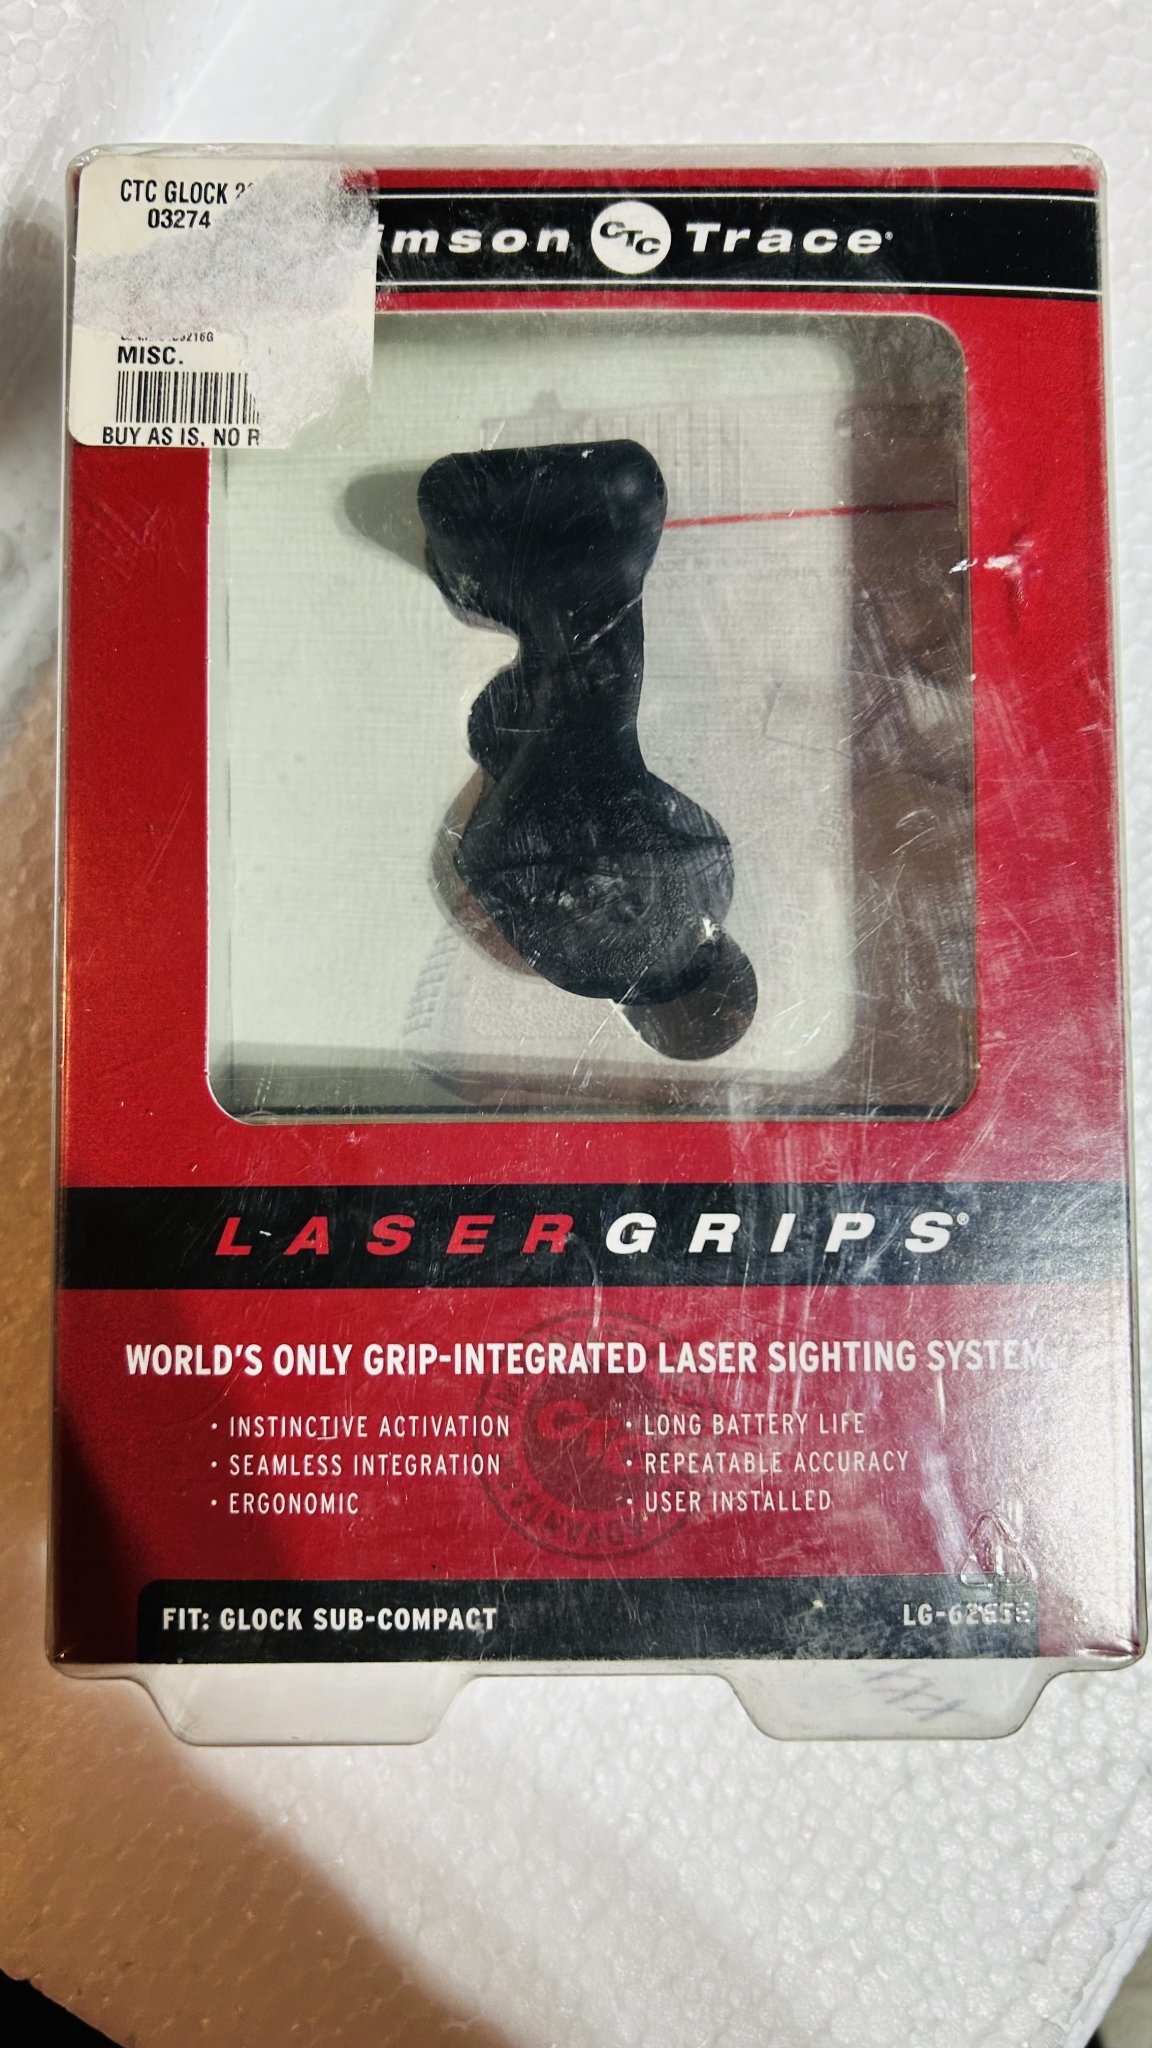 CTC GLOCK
03274
Trace
MISC.
BUY AS IS, NO R
CTC
LASERGRIPS®
WORLD'S ONLY GRIP-INTEGRATED LASER SIGHTING SYSTEM
• INSTINCTIVE ACTIVATION
• SEAMLESS INTEGRATION
• ERGONOMIC
• LONG BATTERY LIFE
• REPEATABLE ACCURACY
• USER INSTALLED
CTC
FIT: GLOCK SUB-COMPACT